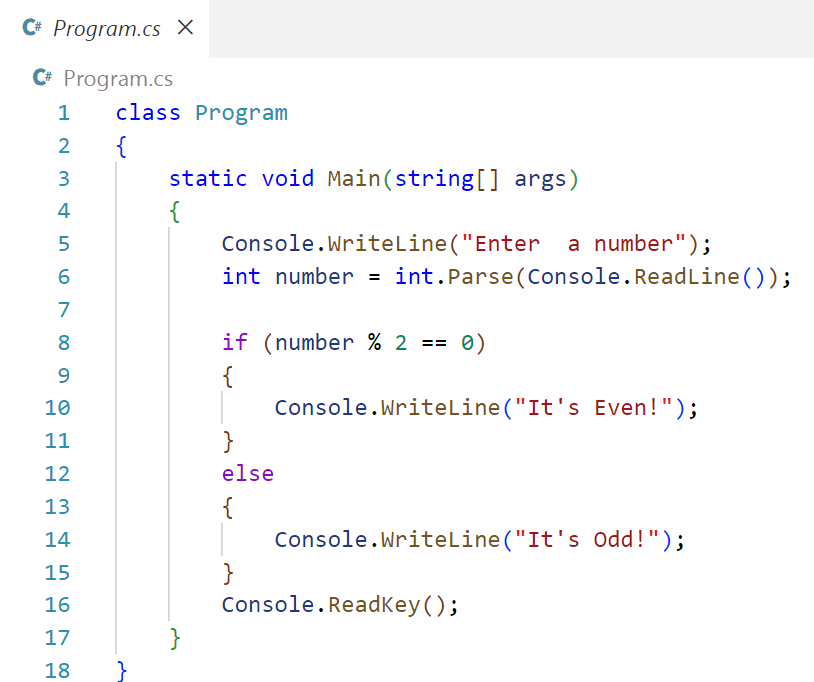 C# Program.cs ×
C# Program.cs
1 class Program
2 {
3     static void Main(string[] args)
4     {
5         Console.WriteLine("Enter  a number");
6         int number = int.Parse(Console.ReadLine());
7
8         if (number % 2 == 0)
9         {
10             Console.WriteLine("It's Even!");
11         }
12         else
13         {
14             Console.WriteLine("It's Odd!");
15         }
16         Console.ReadKey();
17     }
18 }